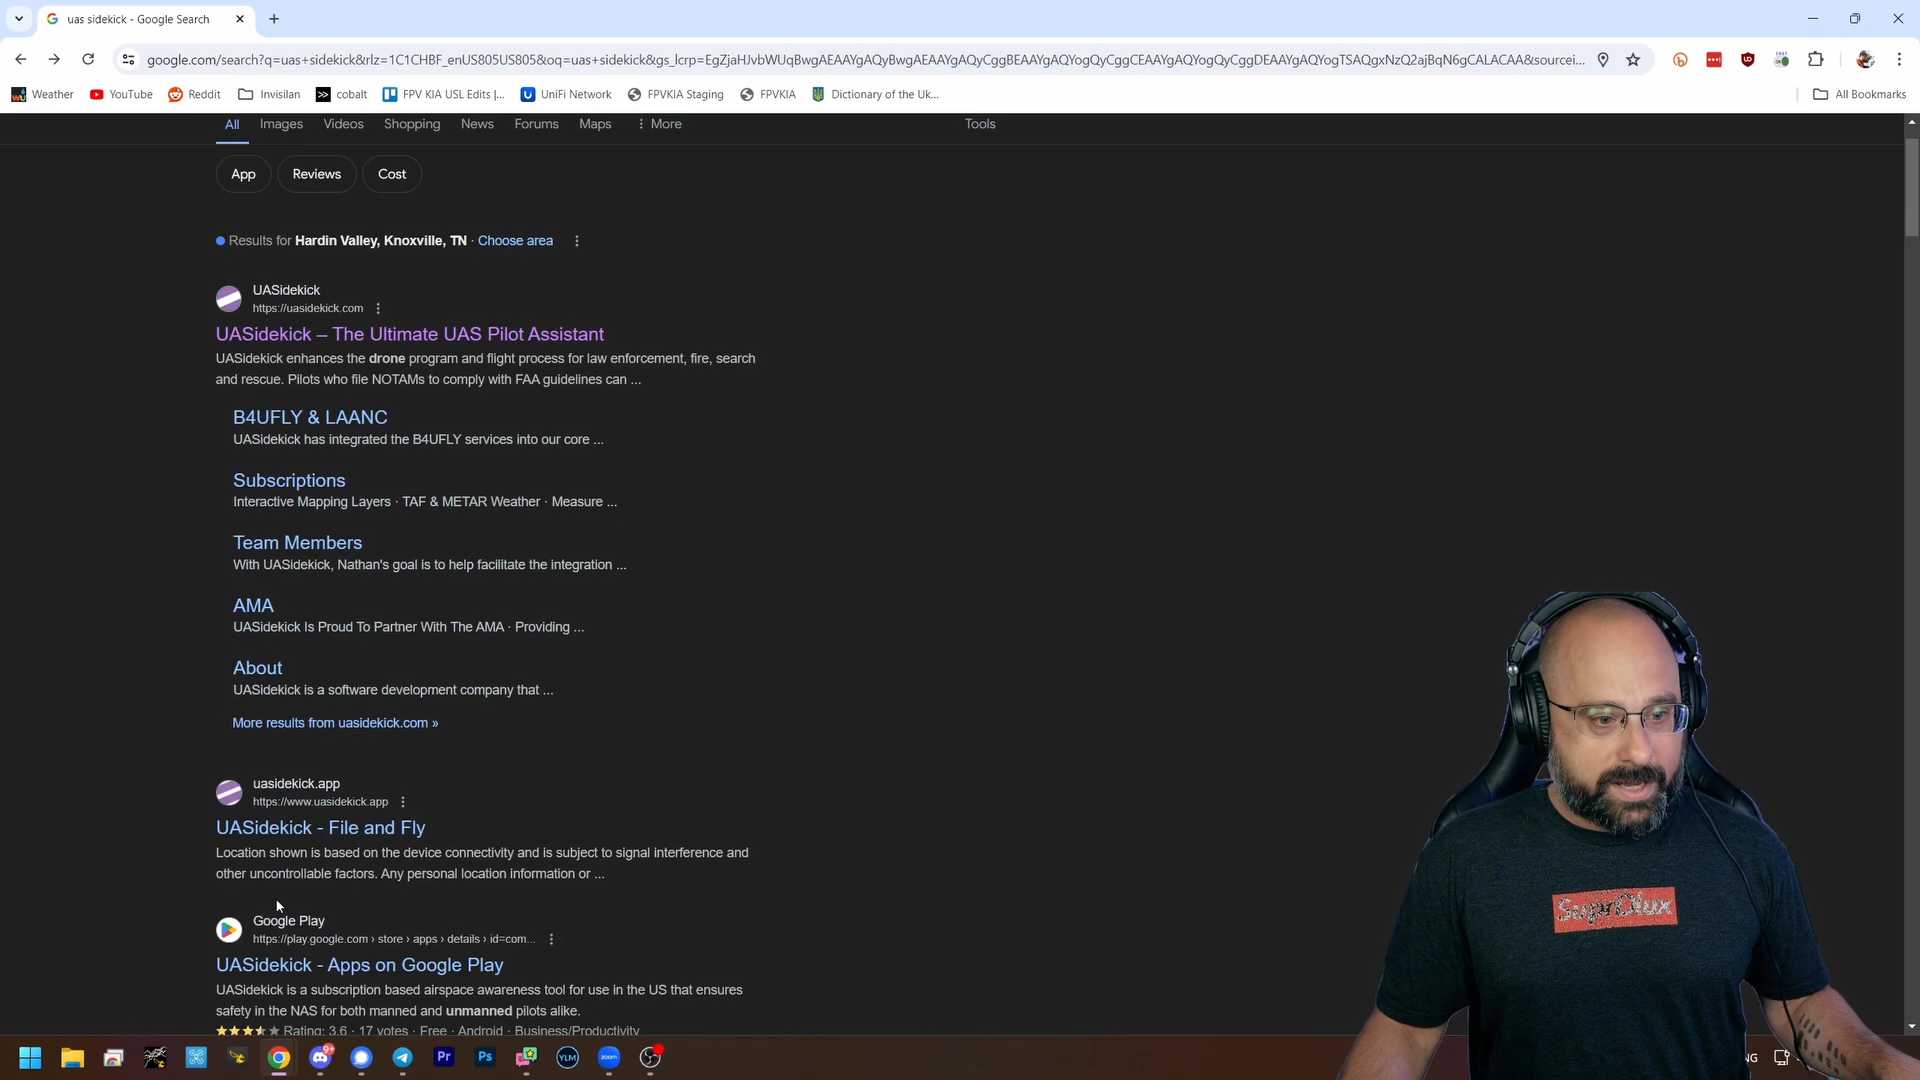 uas sidekick - Google Search
google.com/search?q=uas+sidekick&rlz=1C1CHBF_enUS805US805&oq=uas+sidekick&gs_lcrp=EgZjaHJvbWUqBwgAEAAYgAQyBwgAEAAYgAQyCggBEAAYgAQYogQyCggCEAAYgAQYogQyCggDEAAYgAQYogTSAQgxNzQ2ajBqN6gCALACAA&sourcei...
Weather
YouTube
Reddit
Invisilan
cobalt
FPV KIA USL Edits |...
UniFi Network
FPVKIA Staging
FPVKIA
Dictionary of the Uk...
All Bookmarks
All Images Videos Shopping News Forums Maps More Tools
App Reviews Cost
Results for Hardin Valley, Knoxville, TN · Choose area
UASidekick
https://uasidekick.com
UASidekick – The Ultimate UAS Pilot Assistant
UASidekick enhances the drone program and flight process for law enforcement, fire, search
and rescue. Pilots who file NOTAMs to comply with FAA guidelines can ...
B4UFLY & LAANC
UASidekick has integrated the B4UFLY services into our core ...
Subscriptions
Interactive Mapping Layers · TAF & METAR Weather · Measure ...
Team Members
With UASidekick, Nathan's goal is to help facilitate the integration ...
AMA
UASidekick Is Proud To Partner With The AMA · Providing ...
About
UASidekick is a software development company that ...
More results from uasidekick.com »
uasidekick.app
https://www.uasidekick.app
UASidekick - File and Fly
Location shown is based on the device connectivity and is subject to signal interference and
other uncontrollable factors. Any personal location information or ...
Google Play
https://play.google.com › store › apps › details › id=com...
UASidekick - Apps on Google Play
UASidekick is a subscription based airspace awareness tool for use in the US that ensures
safety in the NAS for both manned and unmanned pilots alike.
Rating: 3.6 · 17 votes · Free · Android · Business/Productivity
SuprOlux
Pr
Ps
YLM
zoom
NG